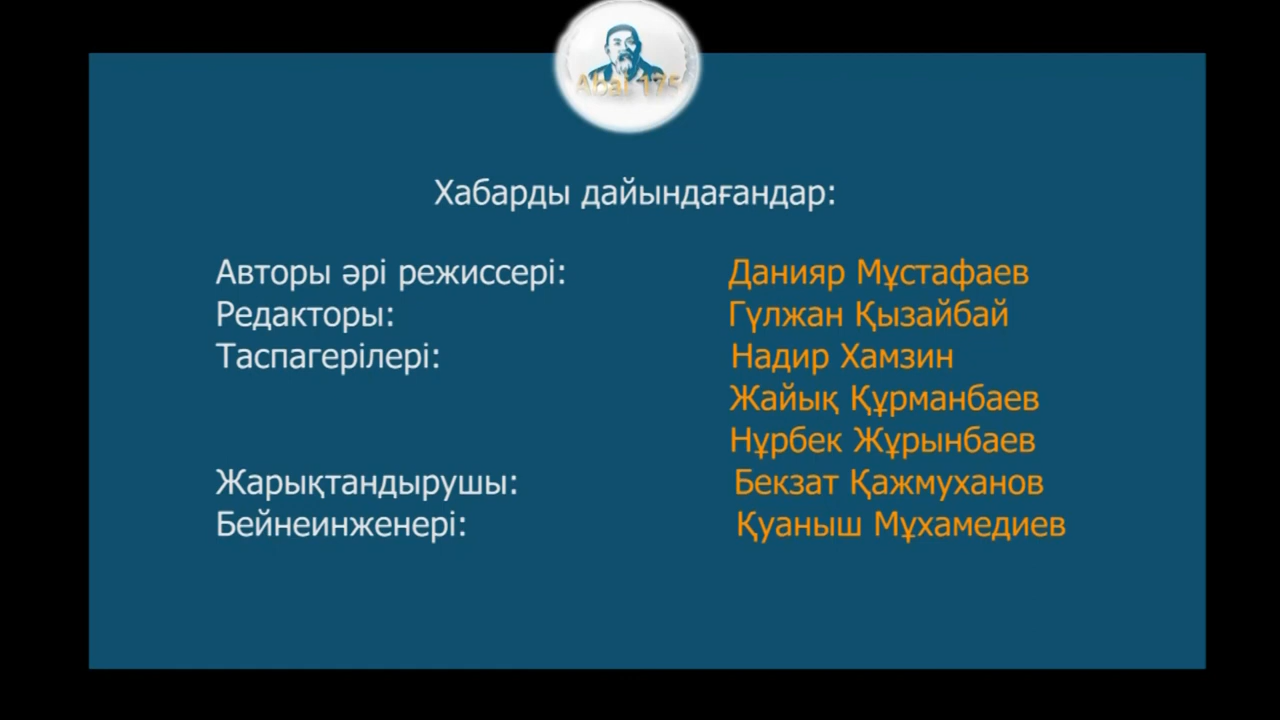 Abai 175
Хабарды дайындағандар:
Авторы әрі режиссері: Данияр Мұстафаев
Редакторы: Гүлжан Қызайбай
Таспагерілері: Надир Хамзин
Жайық Құрманбаев
Нұрбек Жұрынбаев
Жарықтандырушы: Бекзат Қажмуханов
Бейнеинженері: Қуаныш Мұхамедиев